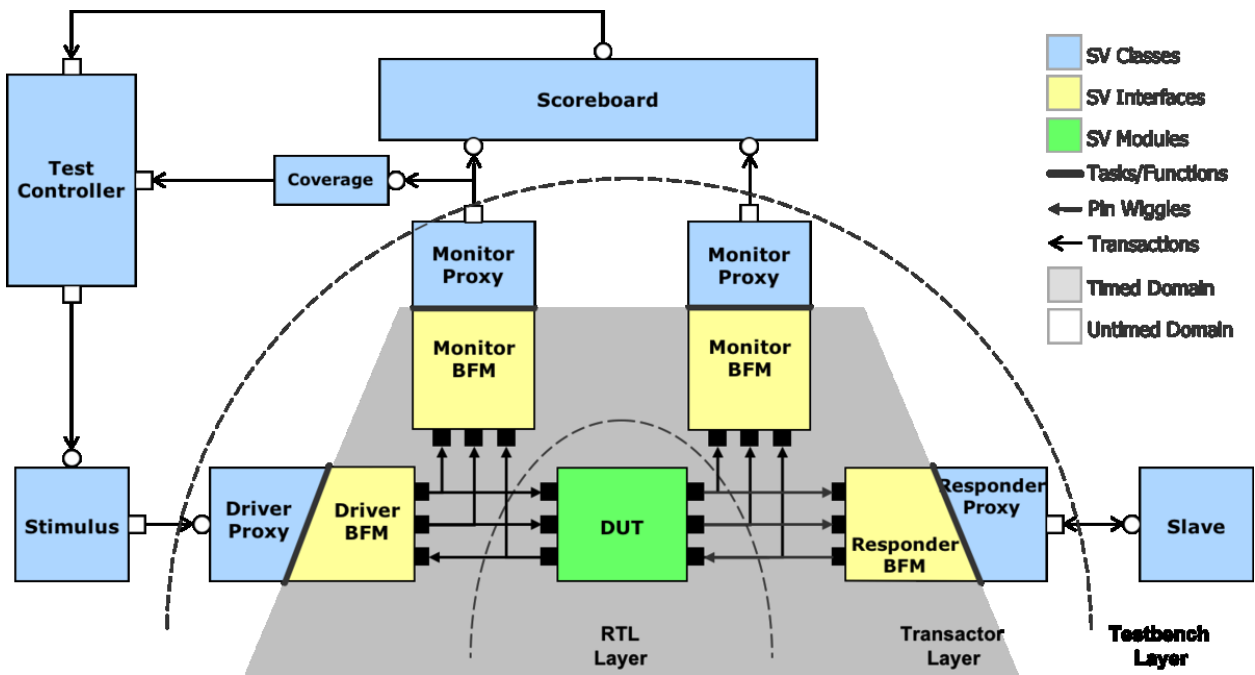 Scoreboard
SV Classes
SV Interfaces
SV Modules
Tasks/Functions
Pin Wiggles
Transactions
Timed Domain
Untimed Domain
Test
Controller
Coverage
Monitor
Proxy
Monitor
Proxy
Monitor
BFM
Monitor
BFM
Stimulus
Driver
Proxy
Driver
BFM
DUT
Responder
BFM
Responder
Proxy
Slave
RTL
Layer
Transactor
Layer
Testbench
Layer